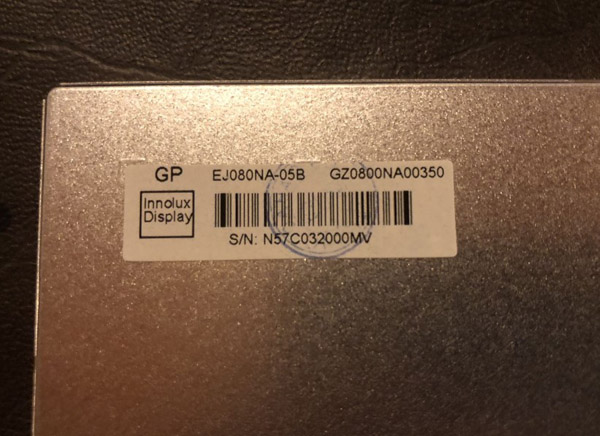 GP EJ080NA-05B GZ0800NA00350
Innolux
Display
S/N: N57C032000MV